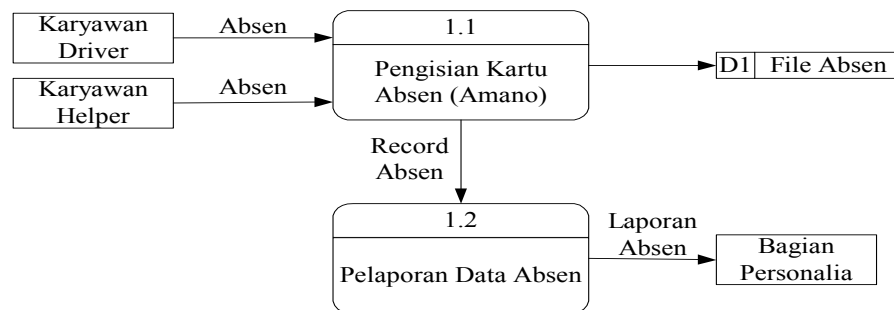 Karyawan
Driver
Absen
Karyawan
Helper
Absen
1.1
Pengisian Kartu
Absen (Amano)
D1 File Absen
Record
Absen
1.2
Pelaporan Data Absen
Laporan
Absen
Bagian
Personalia